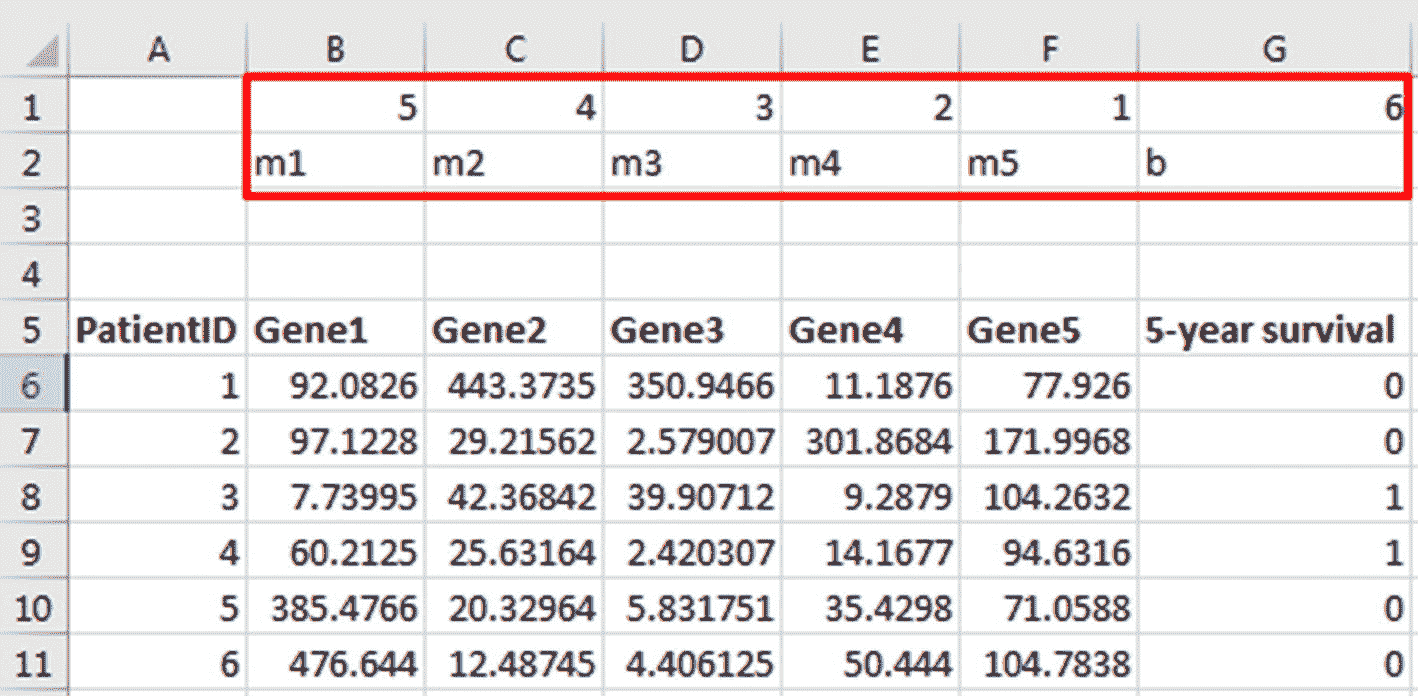 A B C D E F G
1 5 4 3 2 1 6
2 m1 m2 m3 m4 m5 b
3
4
5 PatientID Gene1 Gene2 Gene3 Gene4 Gene5 5-year survival
6 1 92.0826 443.3735 350.9466 11.1876 77.926 0
7 2 97.1228 29.21562 2.579007 301.8684 171.9968 0
8 3 7.73995 42.36842 39.90712 9.2879 104.2632 1
9 4 60.2125 25.63164 2.420307 14.1677 94.6316 1
10 5 385.4766 20.32964 5.831751 35.4298 71.0588 0
11 6 476.644 12.48745 4.406125 50.444 104.7838 0